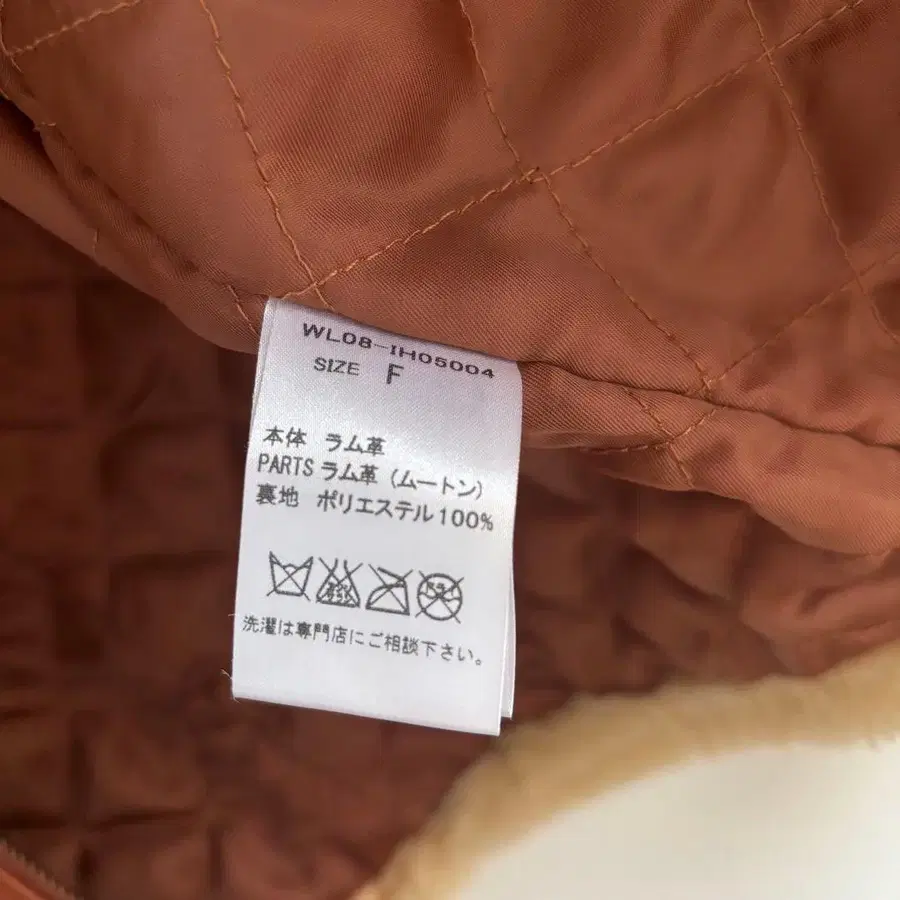 WL08-IH05004
SIZE F
本体 ラム革
PARTS ラム革 (ムートン)
裏地 ポリエステル100%
洗濯は専門店にご相談下さい。